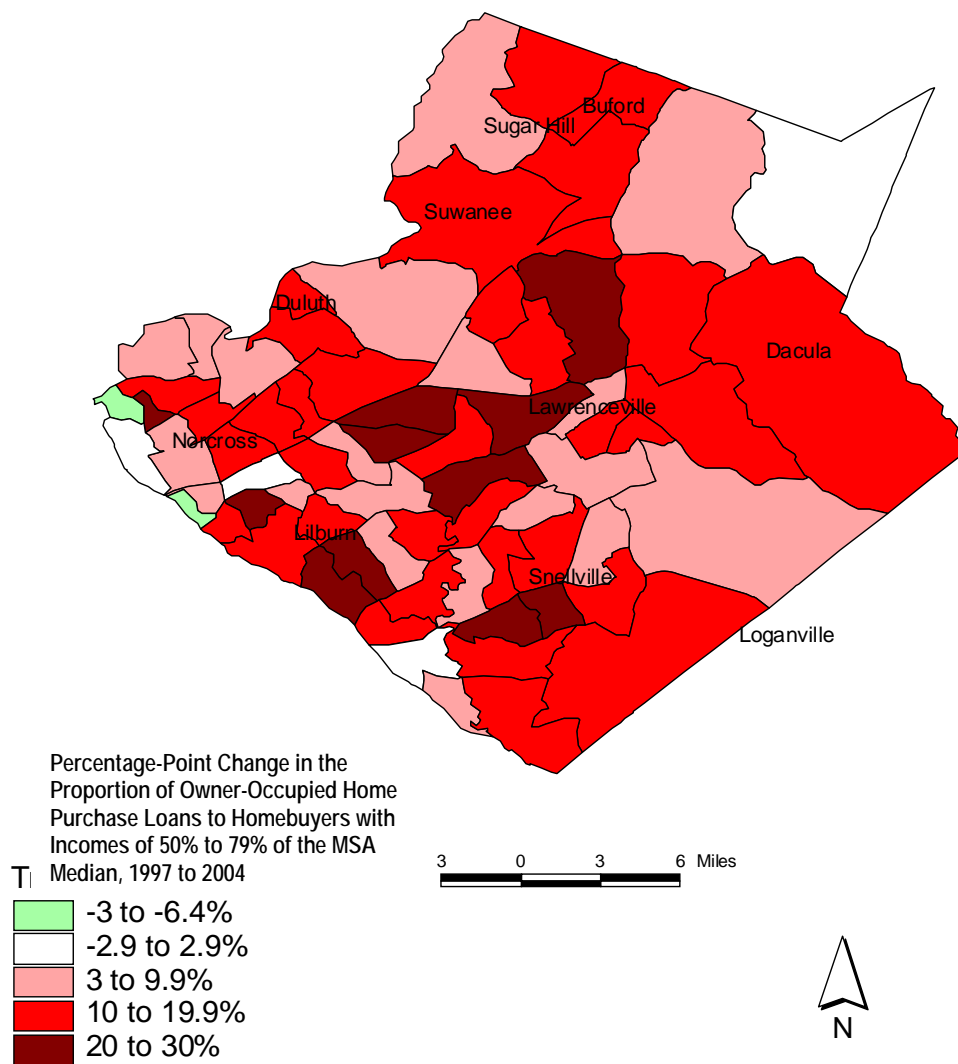 Buford
Sugar Hill
Suwanee
Duluth
Dacula
Lawrenceville
Norcross
Lilburn
Snellville
Loganville
Percentage-Point Change in the
Proportion of Owner-Occupied Home
Purchase Loans to Homebuyers with
Incomes of 50% to 79% of the MSA
Median, 1997 to 2004
3 0 3 6 Miles
-3 to -6.4%
-2.9 to 2.9%
3 to 9.9%
10 to 19.9%
20 to 30%
N